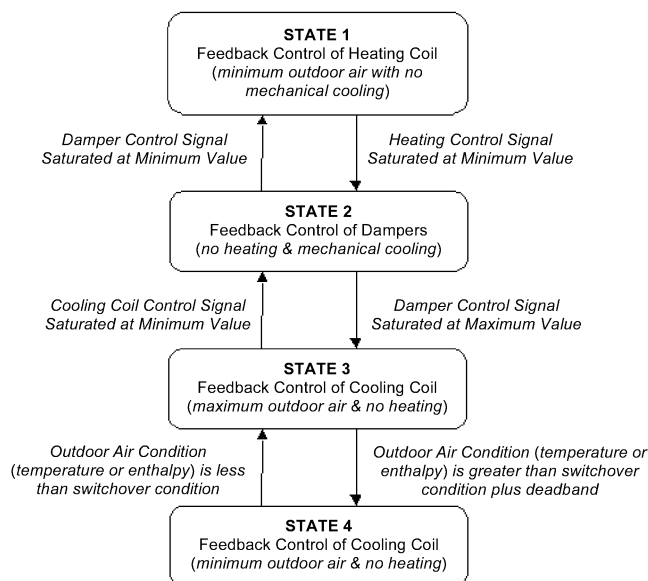 STATE 1
Feedback Control of Heating Coil
(minimum outdoor air with no
mechanical cooling)
Damper Control Signal
Saturated at Minimum Value
Heating Control Signal
Saturated at Minimum Value
STATE 2
Feedback Control of Dampers
(no heating & mechanical cooling)
Cooling Coil Control Signal
Saturated at Minimum Value
Damper Control Signal
Saturated at Maximum Value
STATE 3
Feedback Control of Cooling Coil
(maximum outdoor air & no heating)
Outdoor Air Condition
(temperature or enthalpy) is less
than switchover condition
Outdoor Air Condition (temperature or
enthalpy) is greater than switchover
condition plus deadband
STATE 4
Feedback Control of Cooling Coil
(minimum outdoor air & no heating)